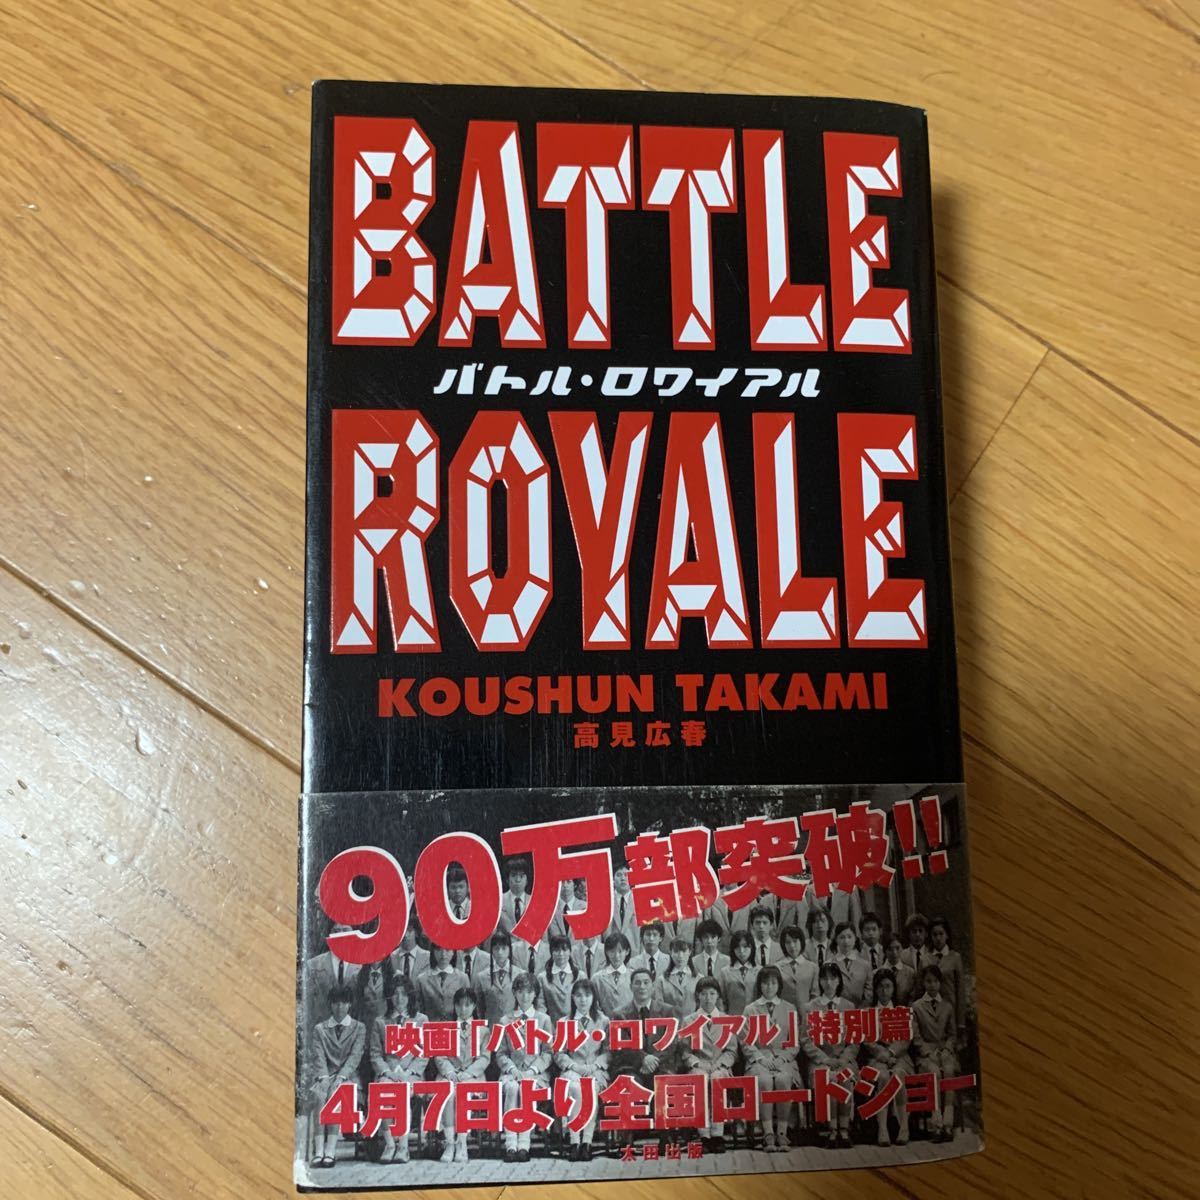 BATTLE
バトル・ロワイアル
ROYALE
KOUSHUN TAKAMI
高見広春
90万部突破!!
映画「バトル・ロワイアル」特別篇
4月7日より全国ロードショー
太田出版